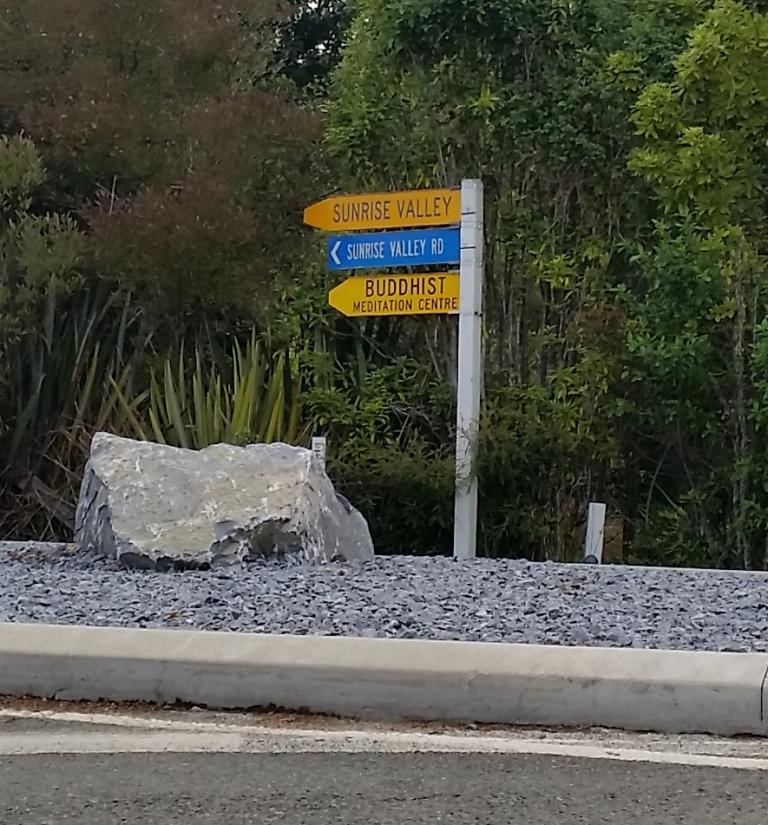 SUNRISE VALLEY
SUNRISE VALLEY RD
BUDDHIST
MEDITATION CENTRE